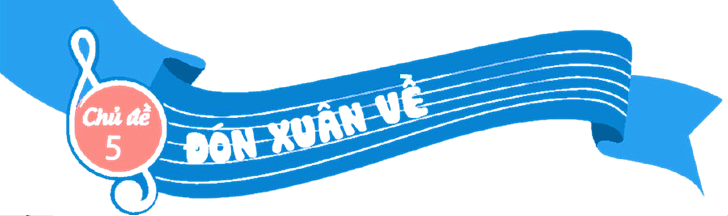 Chủ đề
5
ĐÓN XUÂN VỀ